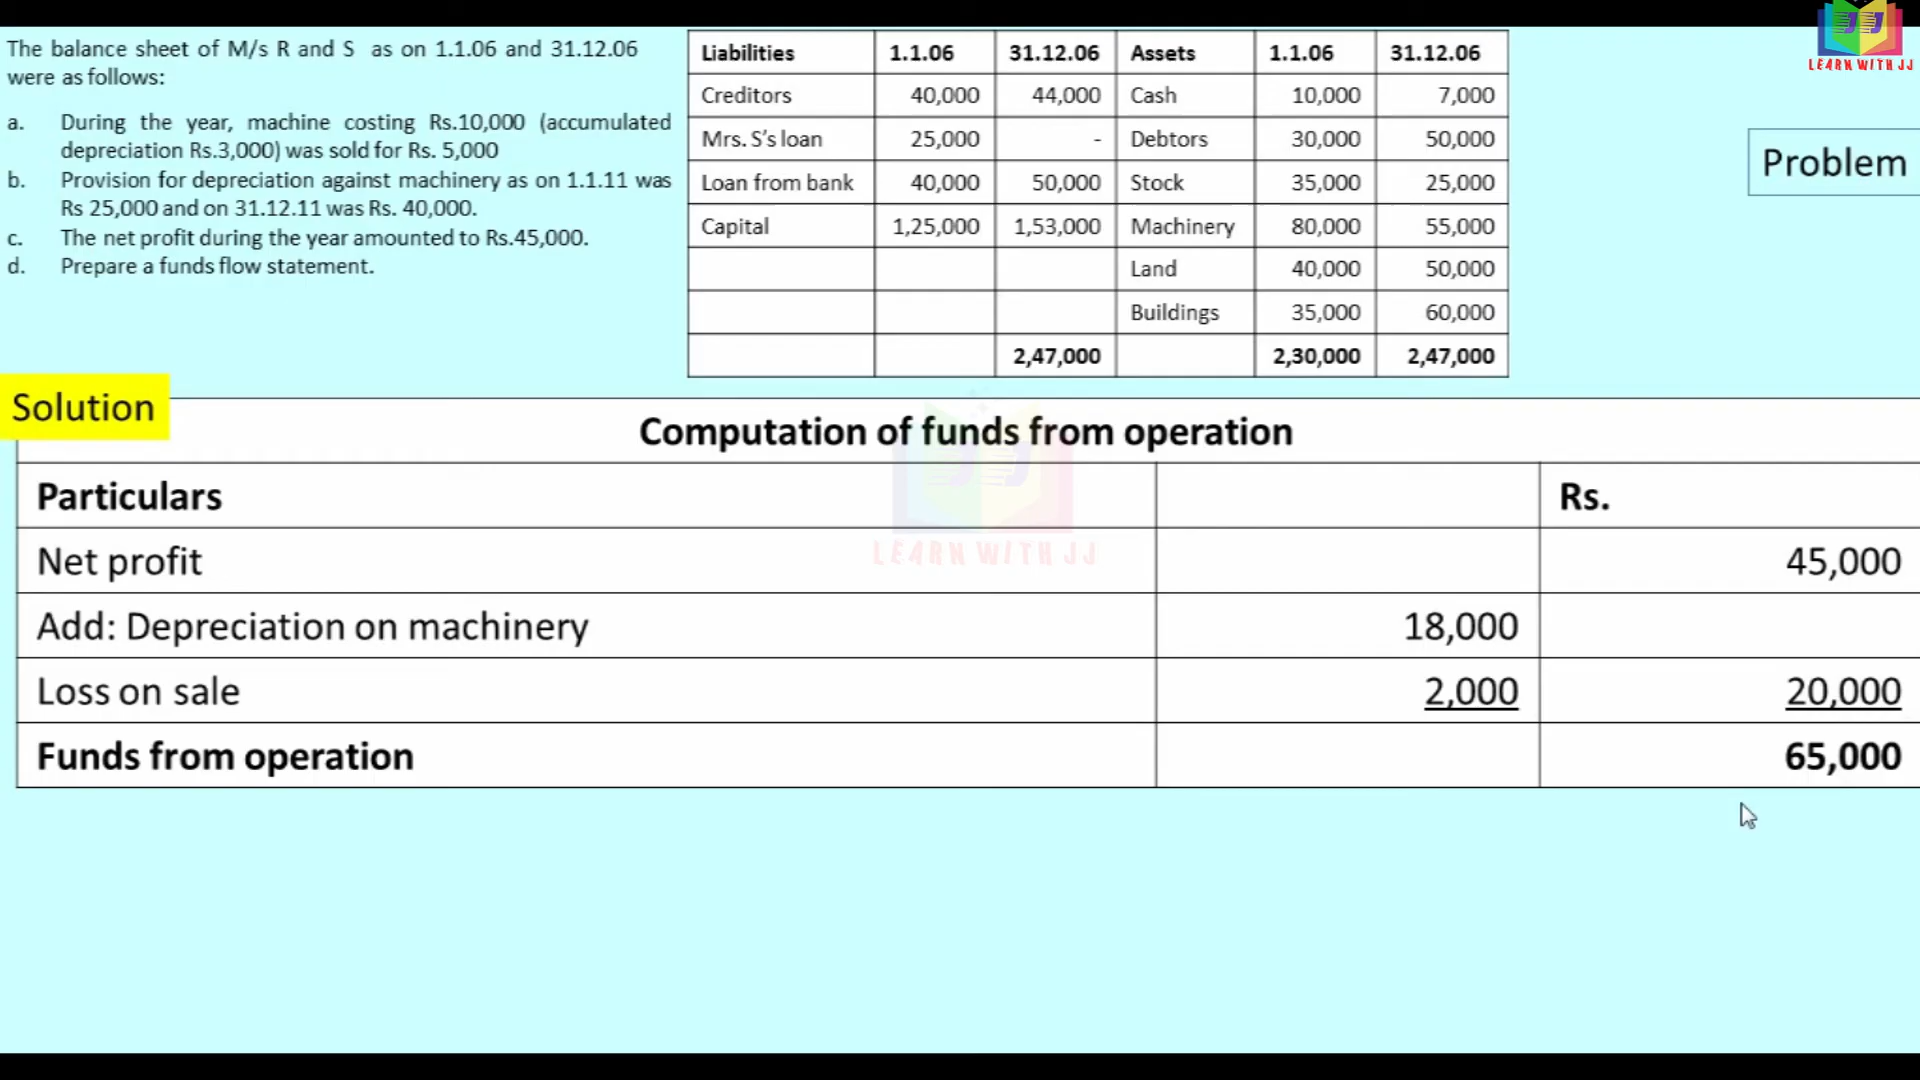 LEARN WITH JJ
The balance sheet of M/s R and S as on 1.1.06 and 31.12.06
were as follows:
a. During the year, machine costing Rs.10,000 (accumulated
depreciation Rs.3,000) was sold for Rs. 5,000
b. Provision for depreciation against machinery as on 1.1.11 was
Rs 25,000 and on 31.12.11 was Rs. 40,000.
c. The net profit during the year amounted to Rs.45,000.
d. Prepare a funds flow statement.
Liabilities 1.1.06 31.12.06 Assets 1.1.06 31.12.06
Creditors 40,000 44,000 Cash 10,000 7,000
Mrs. S's loan 25,000 - Debtors 30,000 50,000
Loan from bank 40,000 50,000 Stock 35,000 25,000
Capital 1,25,000 1,53,000 Machinery 80,000 55,000
Land 40,000 50,000
Buildings 35,000 60,000
2,47,000 2,30,000 2,47,000
Problem
Solution
Computation of funds from operation
Particulars Rs.
Net profit 45,000
Add: Depreciation on machinery 18,000
Loss on sale 2,000 20,000
Funds from operation 65,000
LEARN WITH JJ